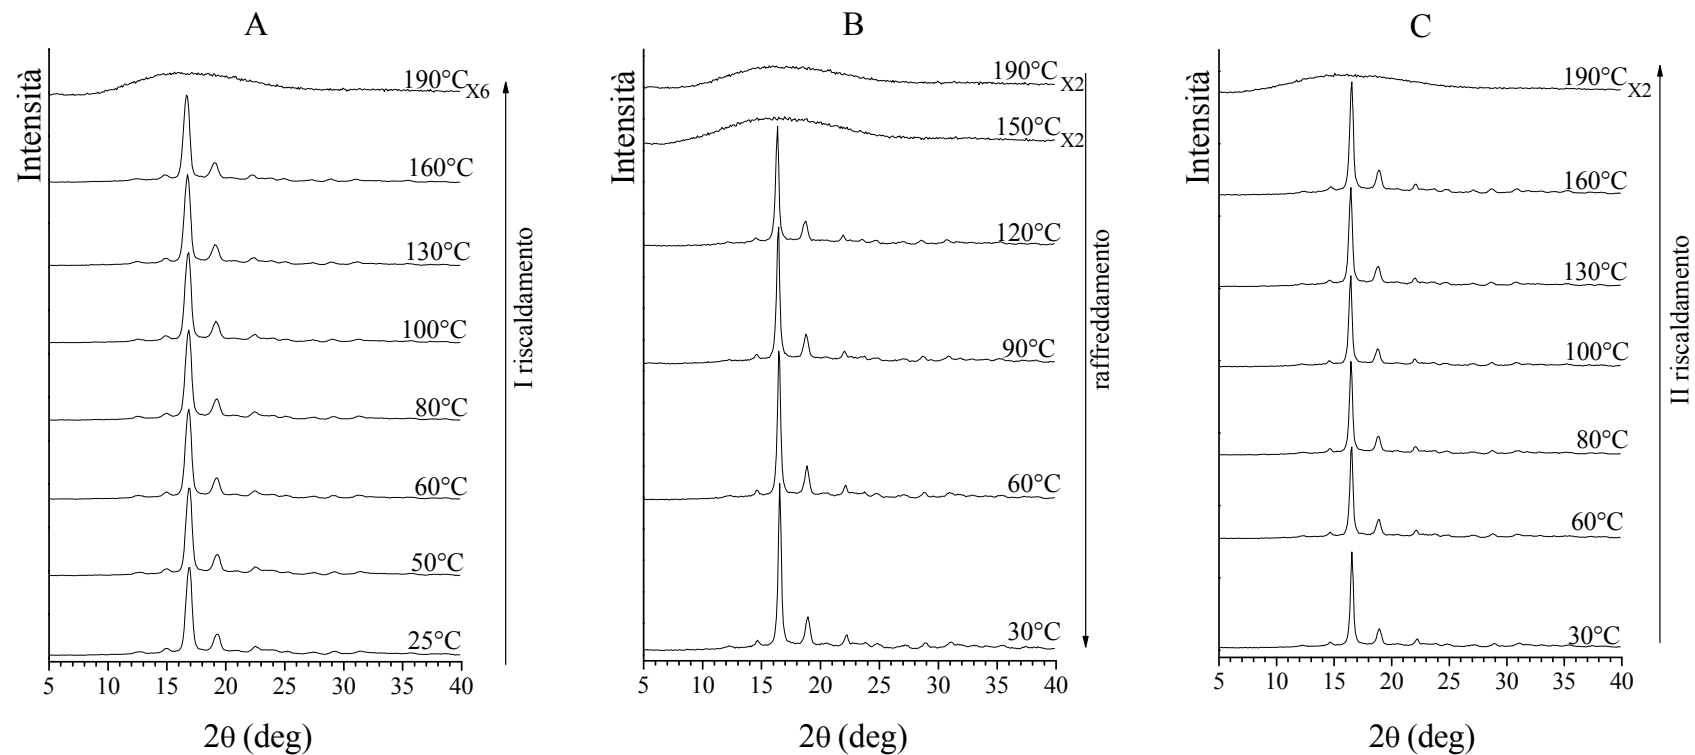 A
Intensità
190°C X6
160°C
130°C
100°C
80°C
60°C
50°C
25°C
I riscaldamento
5 10 15 20 25 30 35 40
2θ (deg)
B
Intensità
190°C X2
150°C X2
120°C
90°C
60°C
30°C
raffreddamento
5 10 15 20 25 30 35 40
2θ (deg)
C
Intensità
190°C X2
160°C
130°C
100°C
80°C
60°C
30°C
II riscaldamento
5 10 15 20 25 30 35 40
2θ (deg)